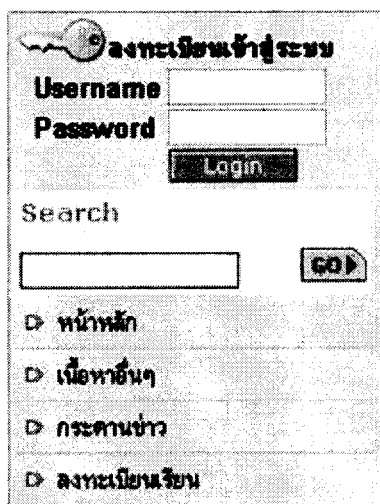 ลงทะเบียนเข้าสู่ระบบ
Username
Password
Login
Search
GO
หน้าหลัก
เนื้อหาอื่นๆ
กระดานข่าว
ลงทะเบียนเรียน